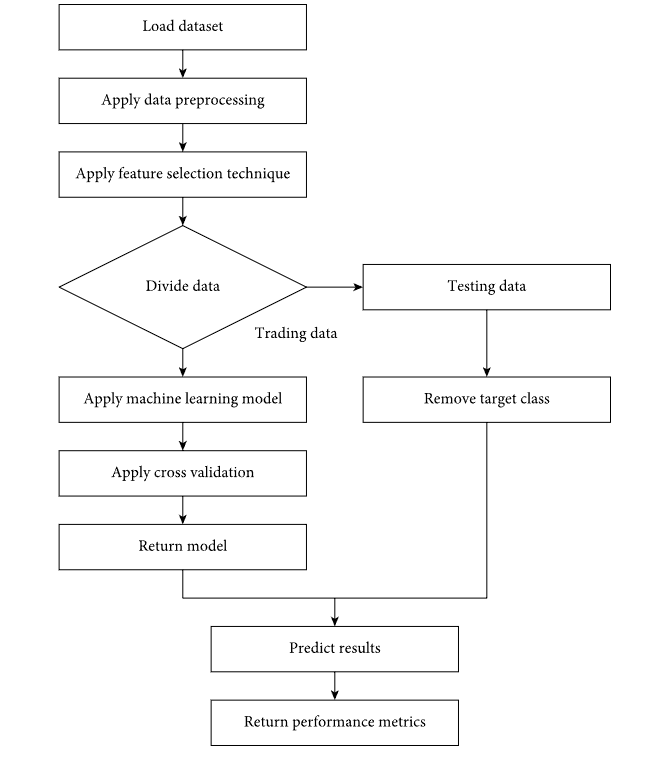 Load dataset
Apply data preprocessing
Apply feature selection technique
Divide data
Testing data
Trading data
Apply machine learning model
Remove target class
Apply cross validation
Return model
Predict results
Return performance metrics